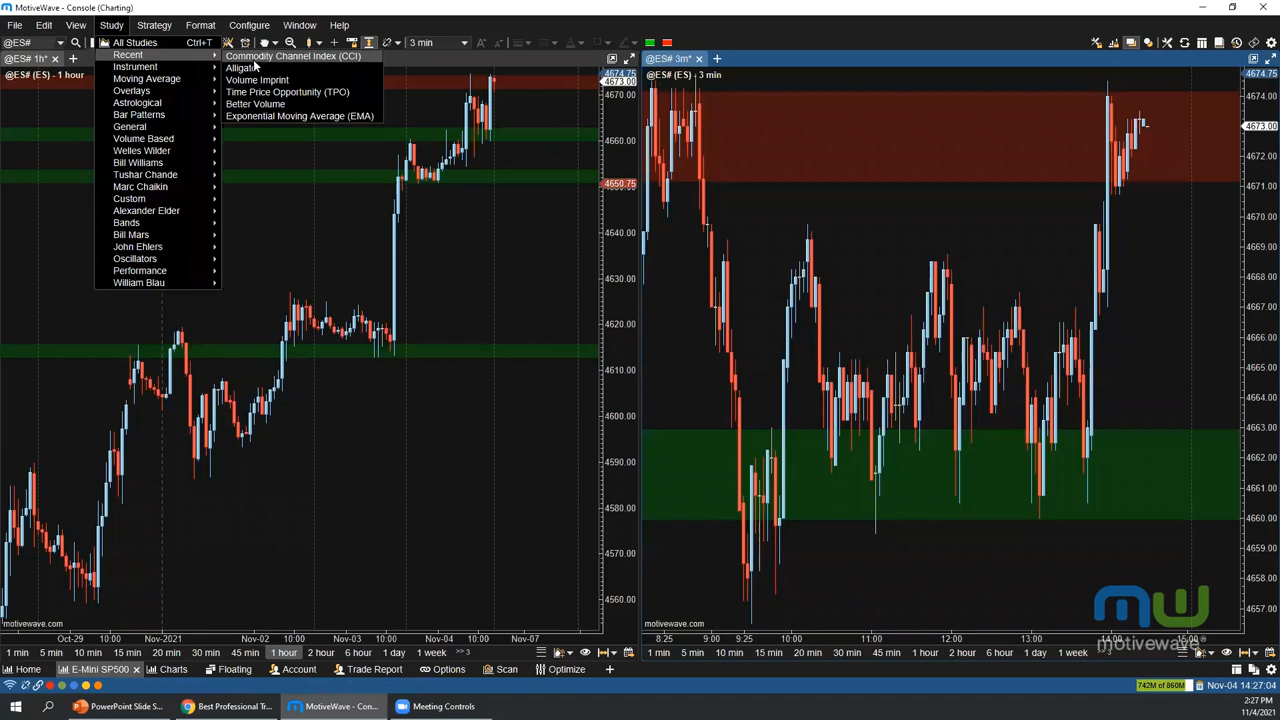 MotiveWave - Console (Charting)
File Edit View Study Strategy Format Configure Window Help
@ES# 3 min
All Studies Ctrl+T
Recent
Instrument
Moving Average
Overlays
Astrological
Bar Patterns
General
Volume Based
Welles Wilder
Bill Williams
Tushar Chande
Marc Chaikin
Custom
Alexander Elder
Bands
Bill Mars
John Ehlers
Oscillators
Performance
William Blau
Commodity Channel Index (CCI)
Alligator
Volume Imprint
Time Price Opportunity (TPO)
Better Volume
Exponential Moving Average (EMA)
@ES# 1h*
@ES# (ES) - 1 hour
4674.75
4673.00
4670.00
4660.00
4650.75
4640.00
4630.00
4620.00
4610.00
4600.00
4590.00
4580.00
4570.00
4560.00
motivewave.com
Oct-29 10:00 Nov-2021 Nov-02 10:00 Nov-03 10:00 Nov-04 10:00 Nov-07
1 min 5 min 10 min 15 min 20 min 30 min 45 min 1 hour 2 hour 6 hour 1 day 1 week >> 3
@ES# 3m*
@ES# (ES) - 3 min
4674.75
4674.00
4673.00
4672.00
4671.00
4670.00
4669.00
4668.00
4667.00
4666.00
4665.00
4664.00
4663.00
4662.00
4661.00
4660.00
4659.00
4658.00
4657.00
mw
motivewave®
motivewave.com
8:25 9:00 9:25 10:00 11:00 12:00 13:00 14:00 15:00
1 min 5 min 10 min 15 min 20 min 30 min 45 min 1 hour 2 hour 6 hour 1 day 1 week >> 3
Home E-Mini SP500 Charts Floating Account Trade Report Options Scan Optimize
742M of 860M Nov-04 14:27:04
PowerPoint Slide S... Best Professional Tr... MotiveWave - Con... Meeting Controls
2:27 PM
11/4/2021